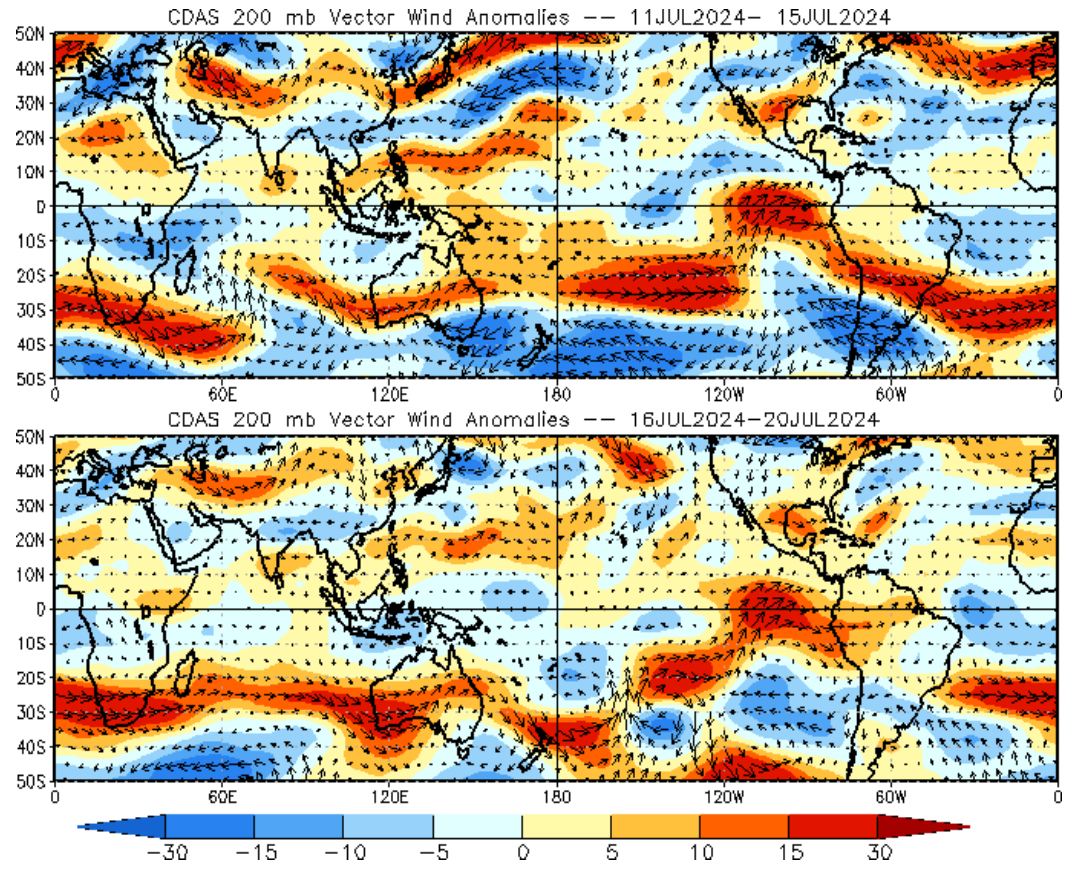 CDAS 200 mb Vector Wind Anomalies -- 11JUL2024- 15JUL2024
50N
40N
30N
20N
10N
0
10S
20S
30S
40S
50S
0 60E 120E 180 120W 60W 0
CDAS 200 mb Vector Wind Anomalies -- 16JUL2024-20JUL2024
50N
40N
30N
20N
10N
0
10S
20S
30S
40S
50S
0 60E 120E 180 120W 60W 0
-30 -15 -10 -5 0 5 10 15 30